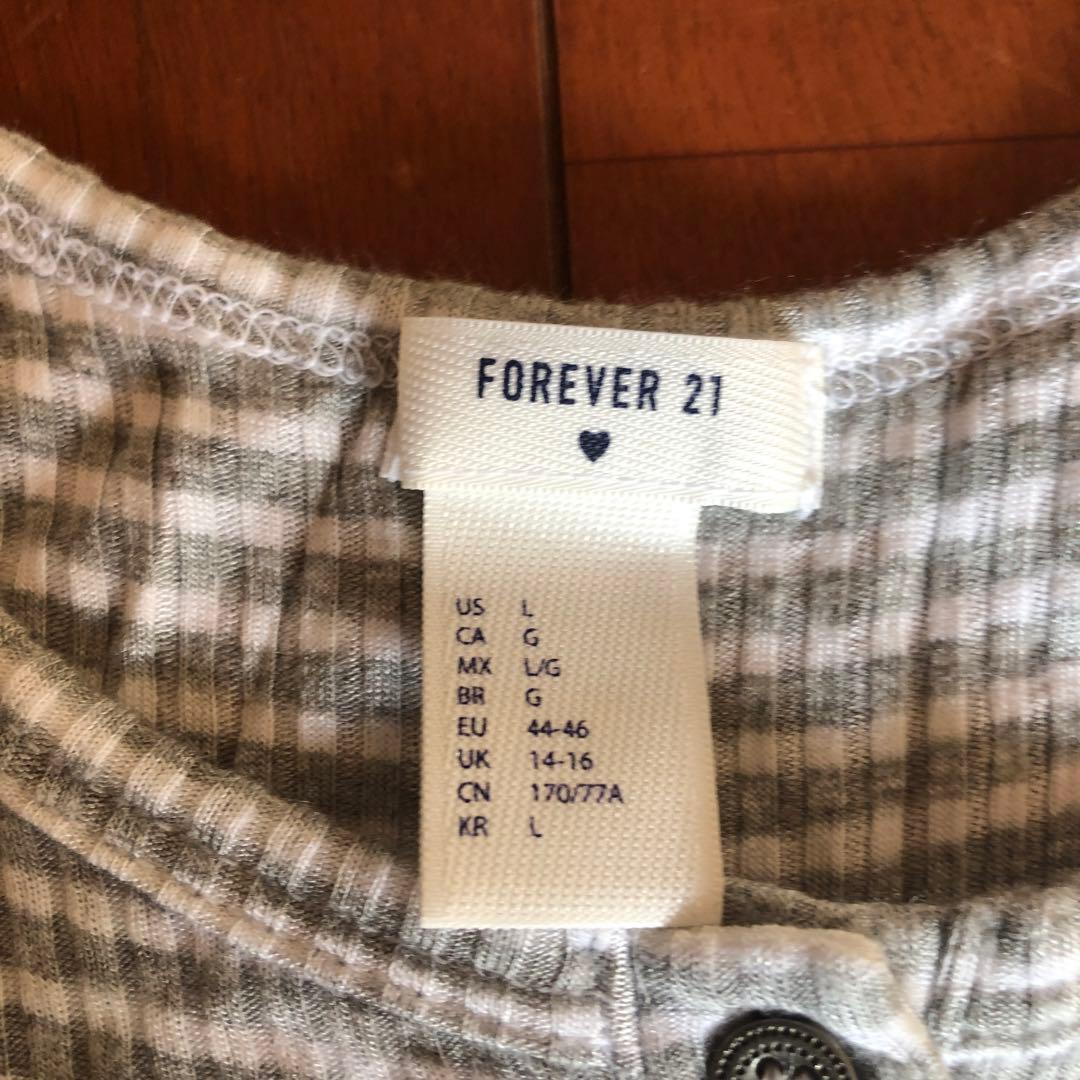 FOREVER 21
US L
CA G
MX L/G
BR G
EU 44-46
UK 14-16
CN 170/77A
KR L